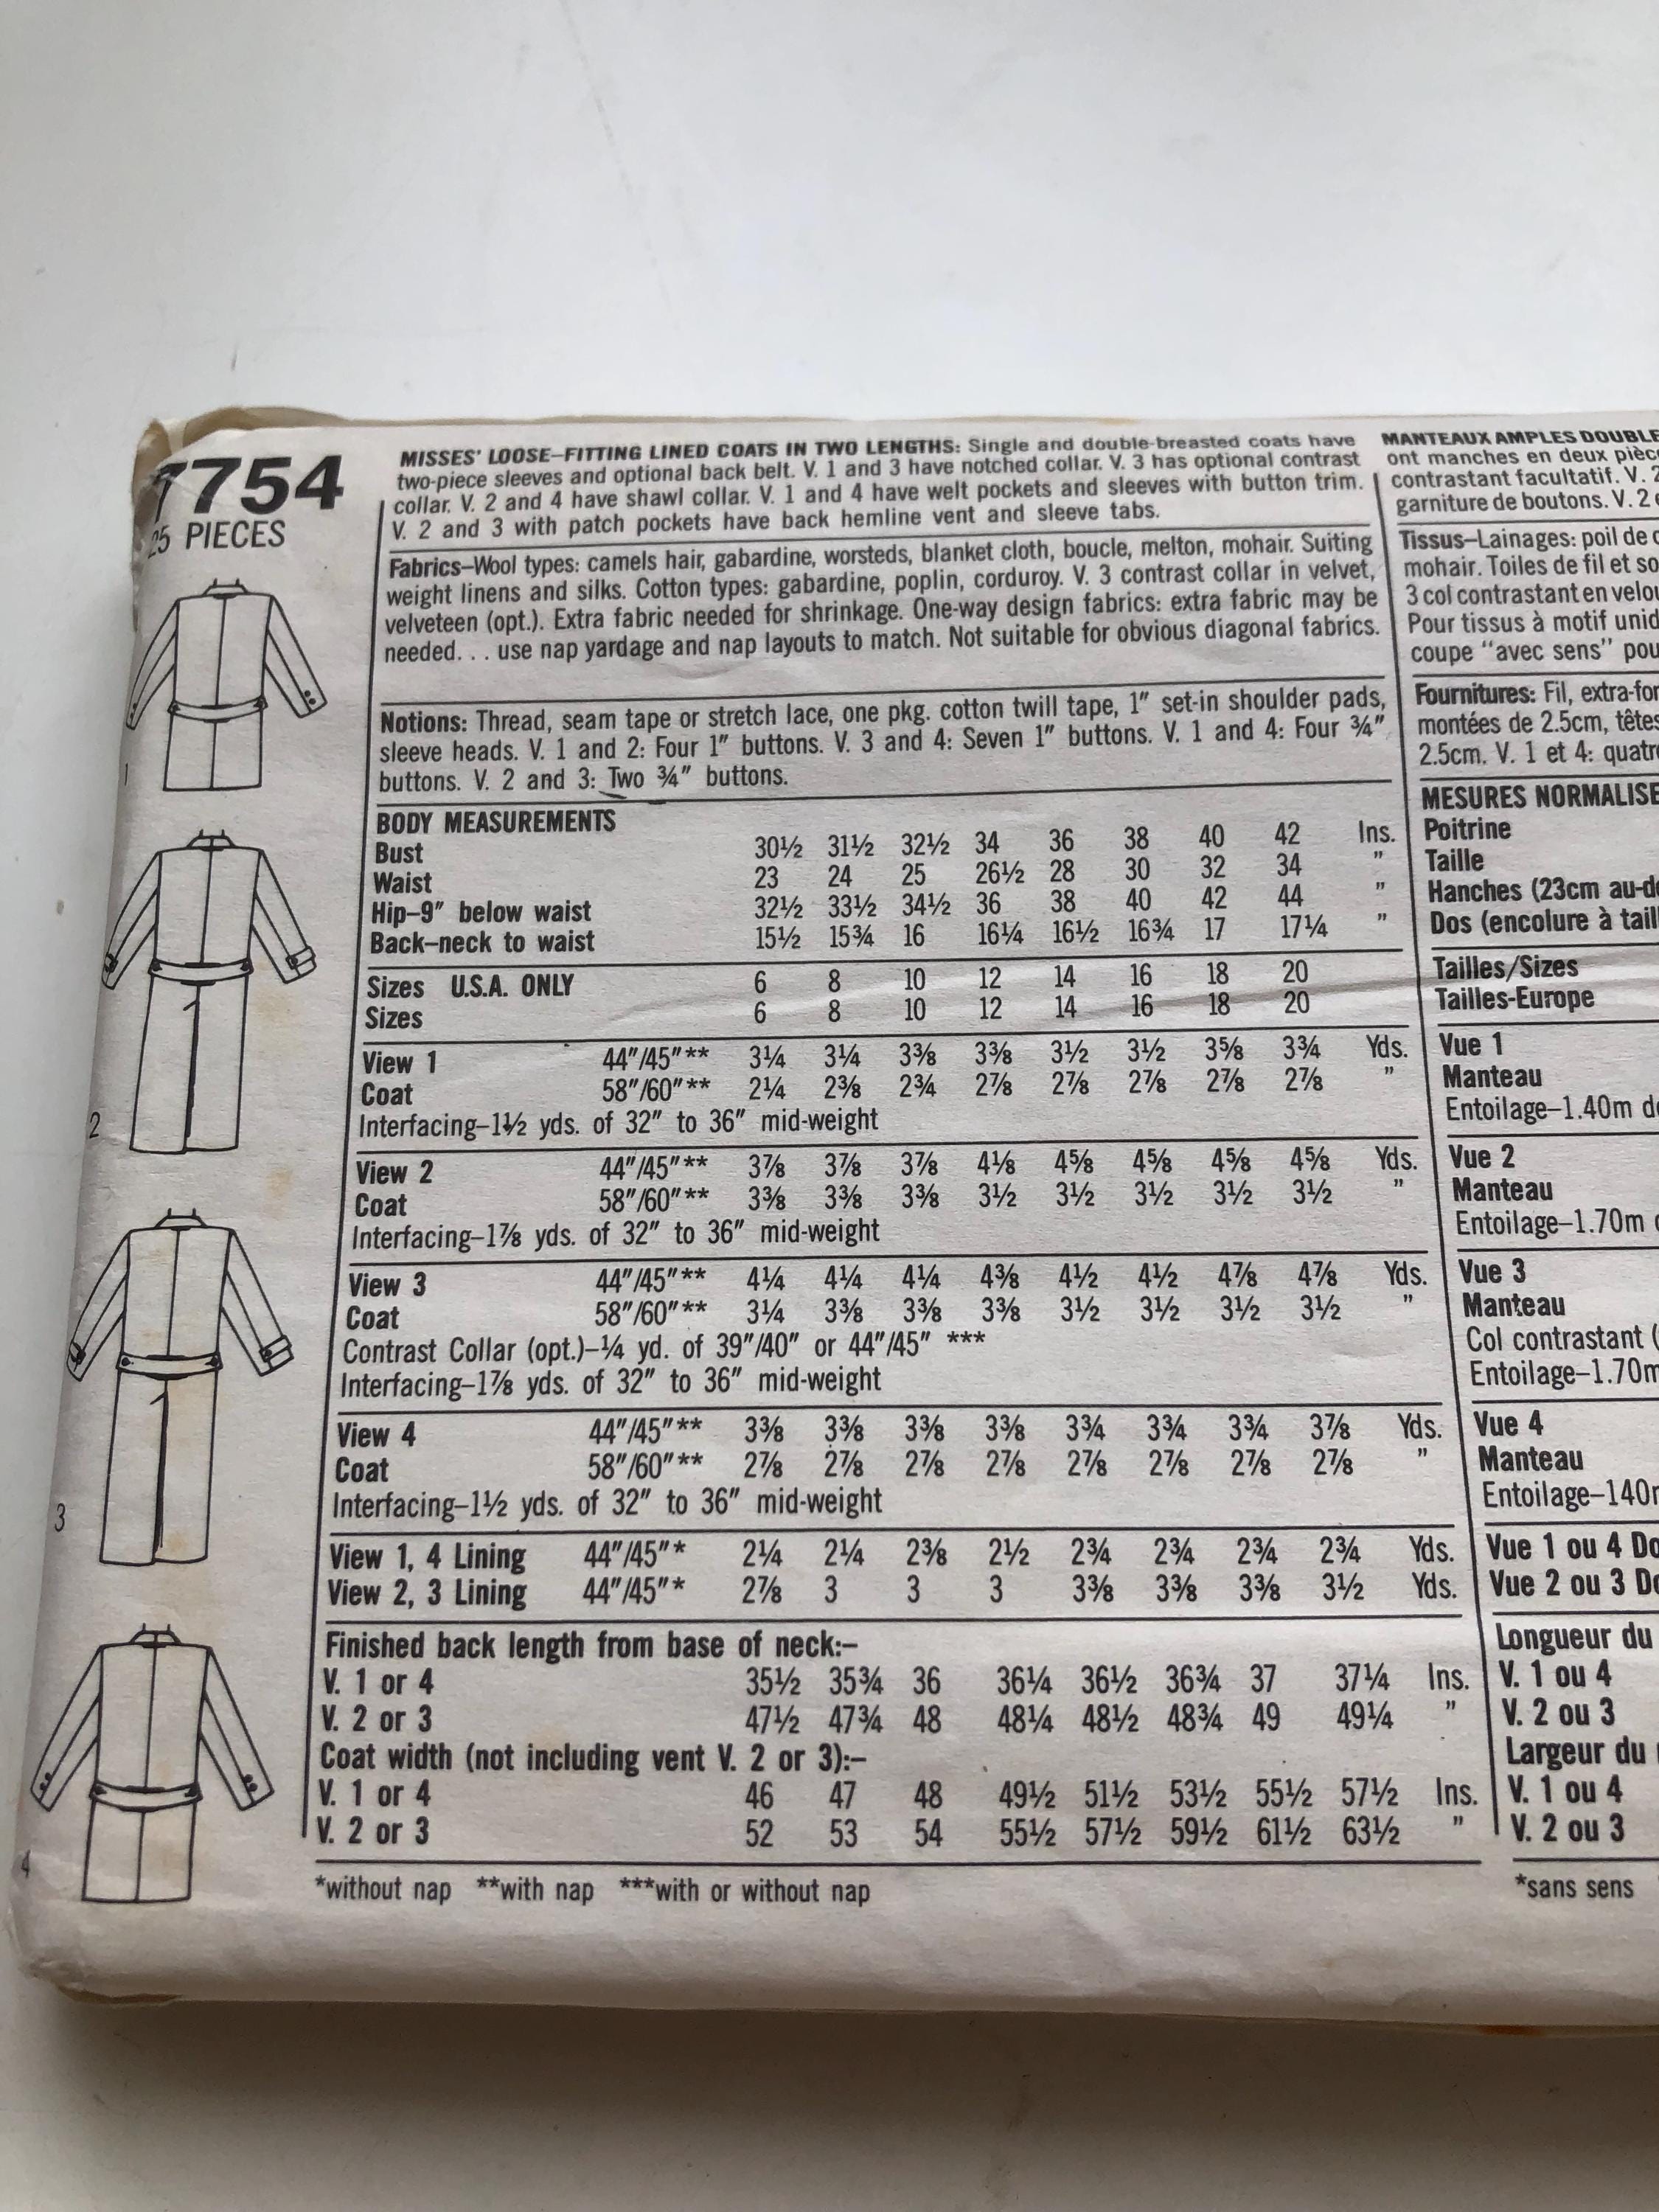 7754
25 PIECES
1
2
3
4
MISSES' LOOSE–FITTING LINED COATS IN TWO LENGTHS: Single and double-breasted coats have
two-piece sleeves and optional back belt. V. 1 and 3 have notched collar. V. 3 has optional contrast
collar. V. 2 and 4 have shawl collar. V. 1 and 4 have welt pockets and sleeves with button trim.
V. 2 and 3 with patch pockets have back hemline vent and sleeve tabs.
Fabrics–Wool types: camels hair, gabardine, worsteds, blanket cloth, boucle, melton, mohair. Suiting
weight linens and silks. Cotton types: gabardine, poplin, corduroy. V. 3 contrast collar in velvet,
velveteen (opt.). Extra fabric needed for shrinkage. One-way design fabrics: extra fabric may be
needed. . . use nap yardage and nap layouts to match. Not suitable for obvious diagonal fabrics.
Notions: Thread, seam tape or stretch lace, one pkg. cotton twill tape, 1″ set-in shoulder pads,
sleeve heads. V. 1 and 2: Four 1″ buttons. V. 3 and 4: Seven 1″ buttons. V. 1 and 4: Four ¾″
buttons. V. 2 and 3: Two ¾″ buttons.
BODY MEASUREMENTS
Bust 30½ 31½ 32½ 34 36 38 40 42 Ins.
Waist 23 24 25 26½ 28 30 32 34 ″
Hip–9″ below waist 32½ 33½ 34½ 36 38 40 42 44 ″
Back–neck to waist 15½ 15¾ 16 16¼ 16½ 16¾ 17 17¼ ″
Sizes U.S.A. ONLY 6 8 10 12 14 16 18 20
Sizes 6 8 10 12 14 16 18 20
View 1 44″/45″** 3¼ 3¼ 3⅜ 3⅜ 3½ 3½ 3⅝ 3¾ Yds.
Coat 58″/60″** 2¼ 2⅜ 2¾ 2⅞ 2⅞ 2⅞ 2⅞ 2⅞ ″
Interfacing–1½ yds. of 32″ to 36″ mid-weight
View 2 44″/45″** 3⅞ 3⅞ 3⅞ 4⅛ 4⅝ 4⅝ 4⅝ 4⅝ Yds.
Coat 58″/60″** 3⅜ 3⅜ 3⅜ 3½ 3½ 3½ 3½ 3½ ″
Interfacing–1⅞ yds. of 32″ to 36″ mid-weight
View 3 44″/45″** 4¼ 4¼ 4¼ 4⅜ 4½ 4½ 4⅞ 4⅞ Yds.
Coat 58″/60″** 3¼ 3⅜ 3⅜ 3⅜ 3½ 3½ 3½ 3½ ″
Contrast Collar (opt.)–¼ yd. of 39″/40″ or 44″/45″ ***
Interfacing–1⅞ yds. of 32″ to 36″ mid-weight
View 4 44″/45″** 3⅜ 3⅜ 3⅜ 3⅜ 3¾ 3¾ 3¾ 3⅞ Yds.
Coat 58″/60″** 2⅞ 2⅞ 2⅞ 2⅞ 2⅞ 2⅞ 2⅞ 2⅞ ″
Interfacing–1½ yds. of 32″ to 36″ mid-weight
View 1, 4 Lining 44″/45″* 2¼ 2¼ 2⅜ 2½ 2¾ 2¾ 2¾ 2¾ Yds.
View 2, 3 Lining 44″/45″* 2⅞ 3 3 3 3⅜ 3⅜ 3⅜ 3½ Yds.
Finished back length from base of neck:–
V. 1 or 4 35½ 35¾ 36 36¼ 36½ 36¾ 37 37¼ Ins.
V. 2 or 3 47½ 47¾ 48 48¼ 48½ 48¾ 49 49¼ ″
Coat width (not including vent V. 2 or 3):–
V. 1 or 4 46 47 48 49½ 51½ 53½ 55½ 57½ Ins.
V. 2 or 3 52 53 54 55½ 57½ 59½ 61½ 63½ ″
*without nap **with nap ***with or without nap
MANTEAUX AMPLES DOUBLE
ont manches en deux pièc
contrastant facultatif. V. 2
garniture de boutons. V. 2
Tissus–Lainages: poil de
mohair. Toiles de fil et so
3 col contrastant en velou
Pour tissus à motif unid
coupe "avec sens" pou
Fournitures: Fil, extra-for
montées de 2.5cm, têtes
2.5cm. V. 1 et 4: quatr
MESURES NORMALISE
Poitrine
Taille
Hanches (23cm au-d
Dos (encolure à tail
Tailles/Sizes
Tailles-Europe
Vue 1
Manteau
Entoilage–1.40m d
Vue 2
Manteau
Entoilage–1.70m
Vue 3
Manteau
Col contrastant (
Entoilage–1.70m
Vue 4
Manteau
Entoilage–140
Vue 1 ou 4 Do
Vue 2 ou 3 Do
Longueur du
V. 1 ou 4
V. 2 ou 3
Largeur du
V. 1 ou 4
V. 2 ou 3
*sans sens